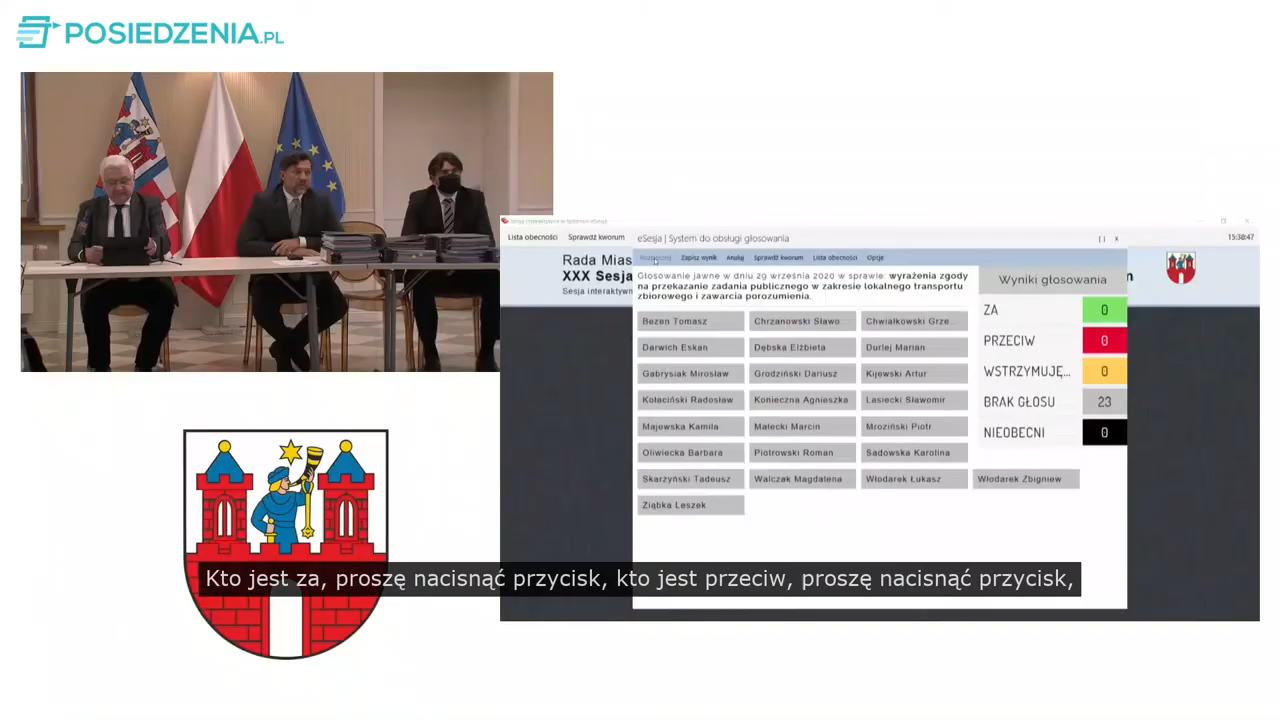 POSIEDZENIA.PL
Lista obecności Sprawdź kworum
eSesja | System do obsługi głosowania
15:38:47
Rada Mias
XXX Sesja
Sesja interaktywn
Rozpocznij Zapisz wynik Anuluj Sprawdź kworum Lista obecności Opcje
Głosowanie jawne w dniu 29 września 2020 w sprawie: wyrażenia zgody
na przekazanie zadania publicznego w zakresie lokalnego transportu
zbiorowego i zawarcia porozumienia.
Wyniki głosowania
ZA 0
PRZECIW 0
WSTRZYMUJĘ... 0
BRAK GŁOSU 23
NIEOBECNI 0
Bezen Tomasz Chrzanowski Sławo Chwiałkowski Grze...
Darwich Eskan Dębska Elżbieta Durlej Marian
Gabrysiak Mirosław Grodziński Dariusz Kijewski Artur
Kołaciński Radosław Konieczna Agnieszka Lasiecki Sławomir
Majewska Kamila Małecki Marcin Mroziński Piotr
Oliwiecka Barbara Piotrowski Roman Sadowska Karolina
Skarżyński Tadeusz Walczak Magdalena Włodarek Łukasz Włodarek Zbigniew
Ziąbka Leszek
Kto jest za, proszę nacisnąć przycisk, kto jest przeciw, proszę nacisnąć przycisk,